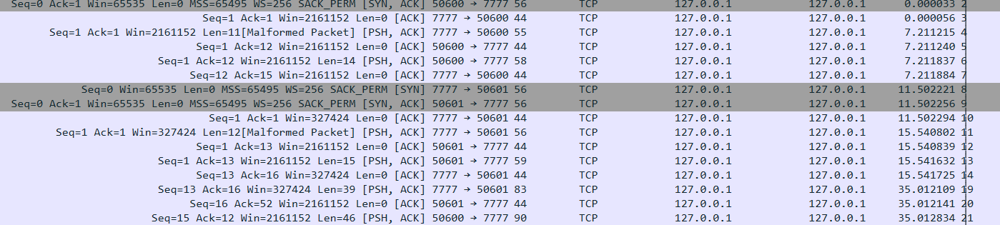 Seq=0 Ack=1 Win=65535 Len=0 MSS=65495 WS=256 SACK_PERM [SYN, ACK] 50600 → 7777 56 TCP 127.0.0.1 127.0.0.1 0.000033 2
Seq=1 Ack=1 Win=2161152 Len=0 [ACK] 7777 → 50600 44 TCP 127.0.0.1 127.0.0.1 0.000056 3
Seq=1 Ack=1 Win=2161152 Len=11[Malformed Packet] [PSH, ACK] 7777 → 50600 55 TCP 127.0.0.1 127.0.0.1 7.211215 4
Seq=1 Ack=12 Win=2161152 Len=0 [ACK] 50600 → 7777 44 TCP 127.0.0.1 127.0.0.1 7.211240 5
Seq=1 Ack=12 Win=2161152 Len=14 [PSH, ACK] 50600 → 7777 58 TCP 127.0.0.1 127.0.0.1 7.211837 6
Seq=12 Ack=15 Win=2161152 Len=0 [ACK] 7777 → 50600 44 TCP 127.0.0.1 127.0.0.1 7.211884 7
Seq=0 Win=65535 Len=0 MSS=65495 WS=256 SACK_PERM [SYN] 7777 → 50601 56 TCP 127.0.0.1 127.0.0.1 11.502221 8
Seq=0 Ack=1 Win=65535 Len=0 MSS=65495 WS=256 SACK_PERM [SYN, ACK] 50601 → 7777 56 TCP 127.0.0.1 127.0.0.1 11.502256 9
Seq=1 Ack=1 Win=327424 Len=0 [ACK] 7777 → 50601 44 TCP 127.0.0.1 127.0.0.1 11.502294 10
Seq=1 Ack=1 Win=327424 Len=12[Malformed Packet] [PSH, ACK] 7777 → 50601 56 TCP 127.0.0.1 127.0.0.1 15.540802 11
Seq=1 Ack=13 Win=2161152 Len=0 [ACK] 50601 → 7777 44 TCP 127.0.0.1 127.0.0.1 15.540839 12
Seq=1 Ack=13 Win=2161152 Len=15 [PSH, ACK] 50601 → 7777 59 TCP 127.0.0.1 127.0.0.1 15.541632 13
Seq=13 Ack=16 Win=327424 Len=0 [ACK] 7777 → 50601 44 TCP 127.0.0.1 127.0.0.1 15.541725 14
Seq=13 Ack=16 Win=327424 Len=39 [PSH, ACK] 7777 → 50601 83 TCP 127.0.0.1 127.0.0.1 35.012109 19
Seq=16 Ack=52 Win=2161152 Len=0 [ACK] 50601 → 7777 44 TCP 127.0.0.1 127.0.0.1 35.012141 20
Seq=15 Ack=12 Win=2161152 Len=46 [PSH, ACK] 50600 → 7777 90 TCP 127.0.0.1 127.0.0.1 35.012834 21